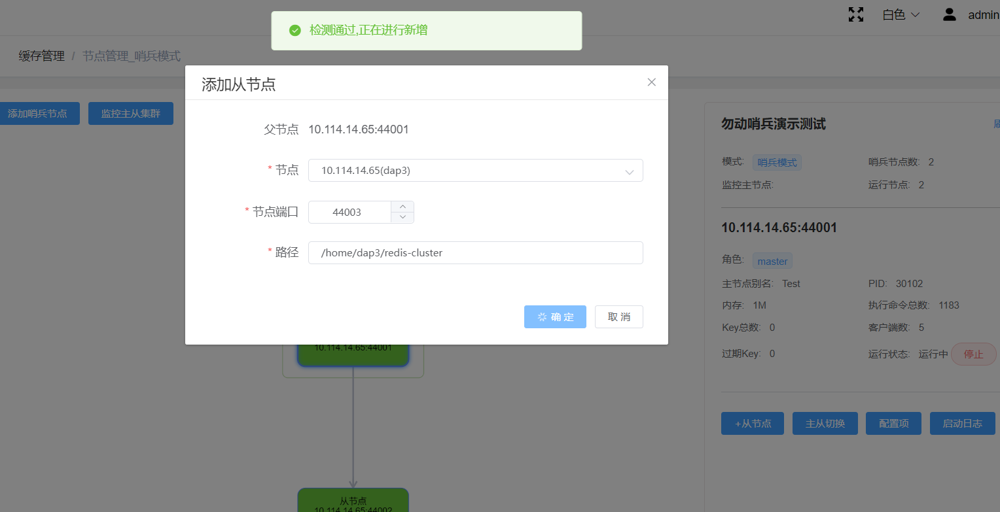 检测通过,正在进行新增
白色
admin
缓存管理 / 节点管理_哨兵模式
添加从节点
添加哨兵节点
监控主从集群
父节点 10.114.14.65:44001
* 节点 10.114.14.65(dap3)
* 节点端口 44003
* 路径 /home/dap3/redis-cluster
确 定
取 消
10.114.14.65:44001
从节点
10.114.14.65:44002
勿动哨兵演示测试
模式: 哨兵模式 哨兵节点数: 2
监控主节点: 运行节点: 2
10.114.14.65:44001
角色: master
主节点别名: Test PID: 30102
内存: 1M 执行命令总数: 1183
Key总数: 0 客户端数: 5
过期Key: 0 运行状态: 运行中 停止
+从节点 主从切换 配置项 启动日志